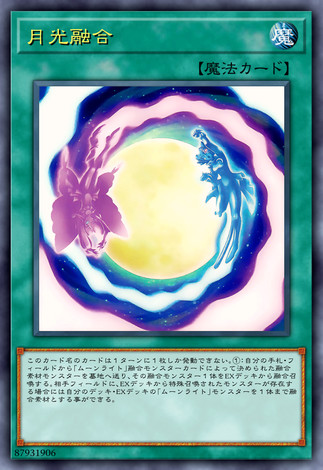 月光融合
魔
【魔法カード】
このカード名のカードは1ターンに1枚しか発動できない。①:自分の手札・フ
ィールドから「ムーンライト」融合モンスターカードによって決められた融合
素材モンスターを墓地へ送り、その融合モンスター1体をEXデッキから融合召
喚する。相手フィールドに、EXデッキから特殊召喚されたモンスターが存在す
る場合には自分のデッキ・EXデッキの「ムーンライト」モンスターを1体まで融
合素材とする事ができる。
87931906